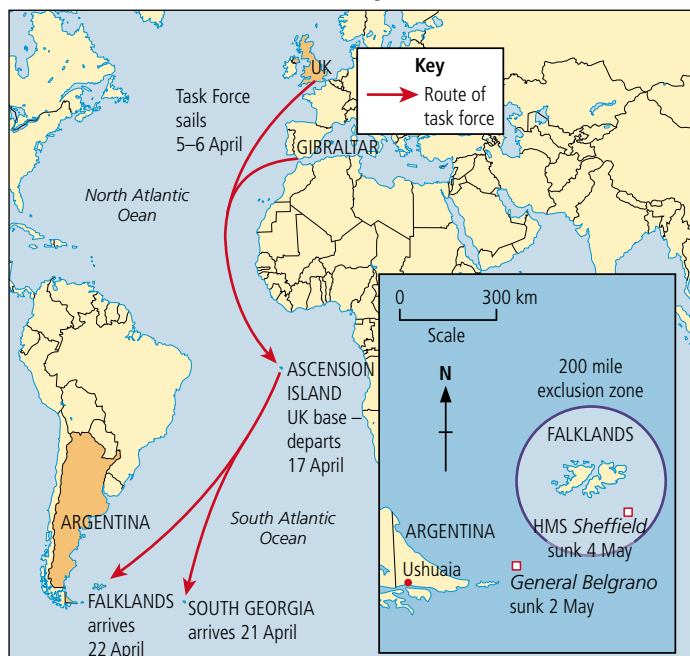 UK
Key
Route of
task force
Task Force
sails
5–6 April
GIBRALTAR
North Atlantic
Ocean
ASCENSION
ISLAND
UK base –
departs
17 April
ARGENTINA
South Atlantic
Ocean
FALKLANDS
arrives
22 April
SOUTH GEORGIA
arrives 21 April
0 300 km
Scale
N
200 mile
exclusion zone
FALKLANDS
HMS Sheffield
sunk 4 May
ARGENTINA
Ushuaia
General Belgrano
sunk 2 May